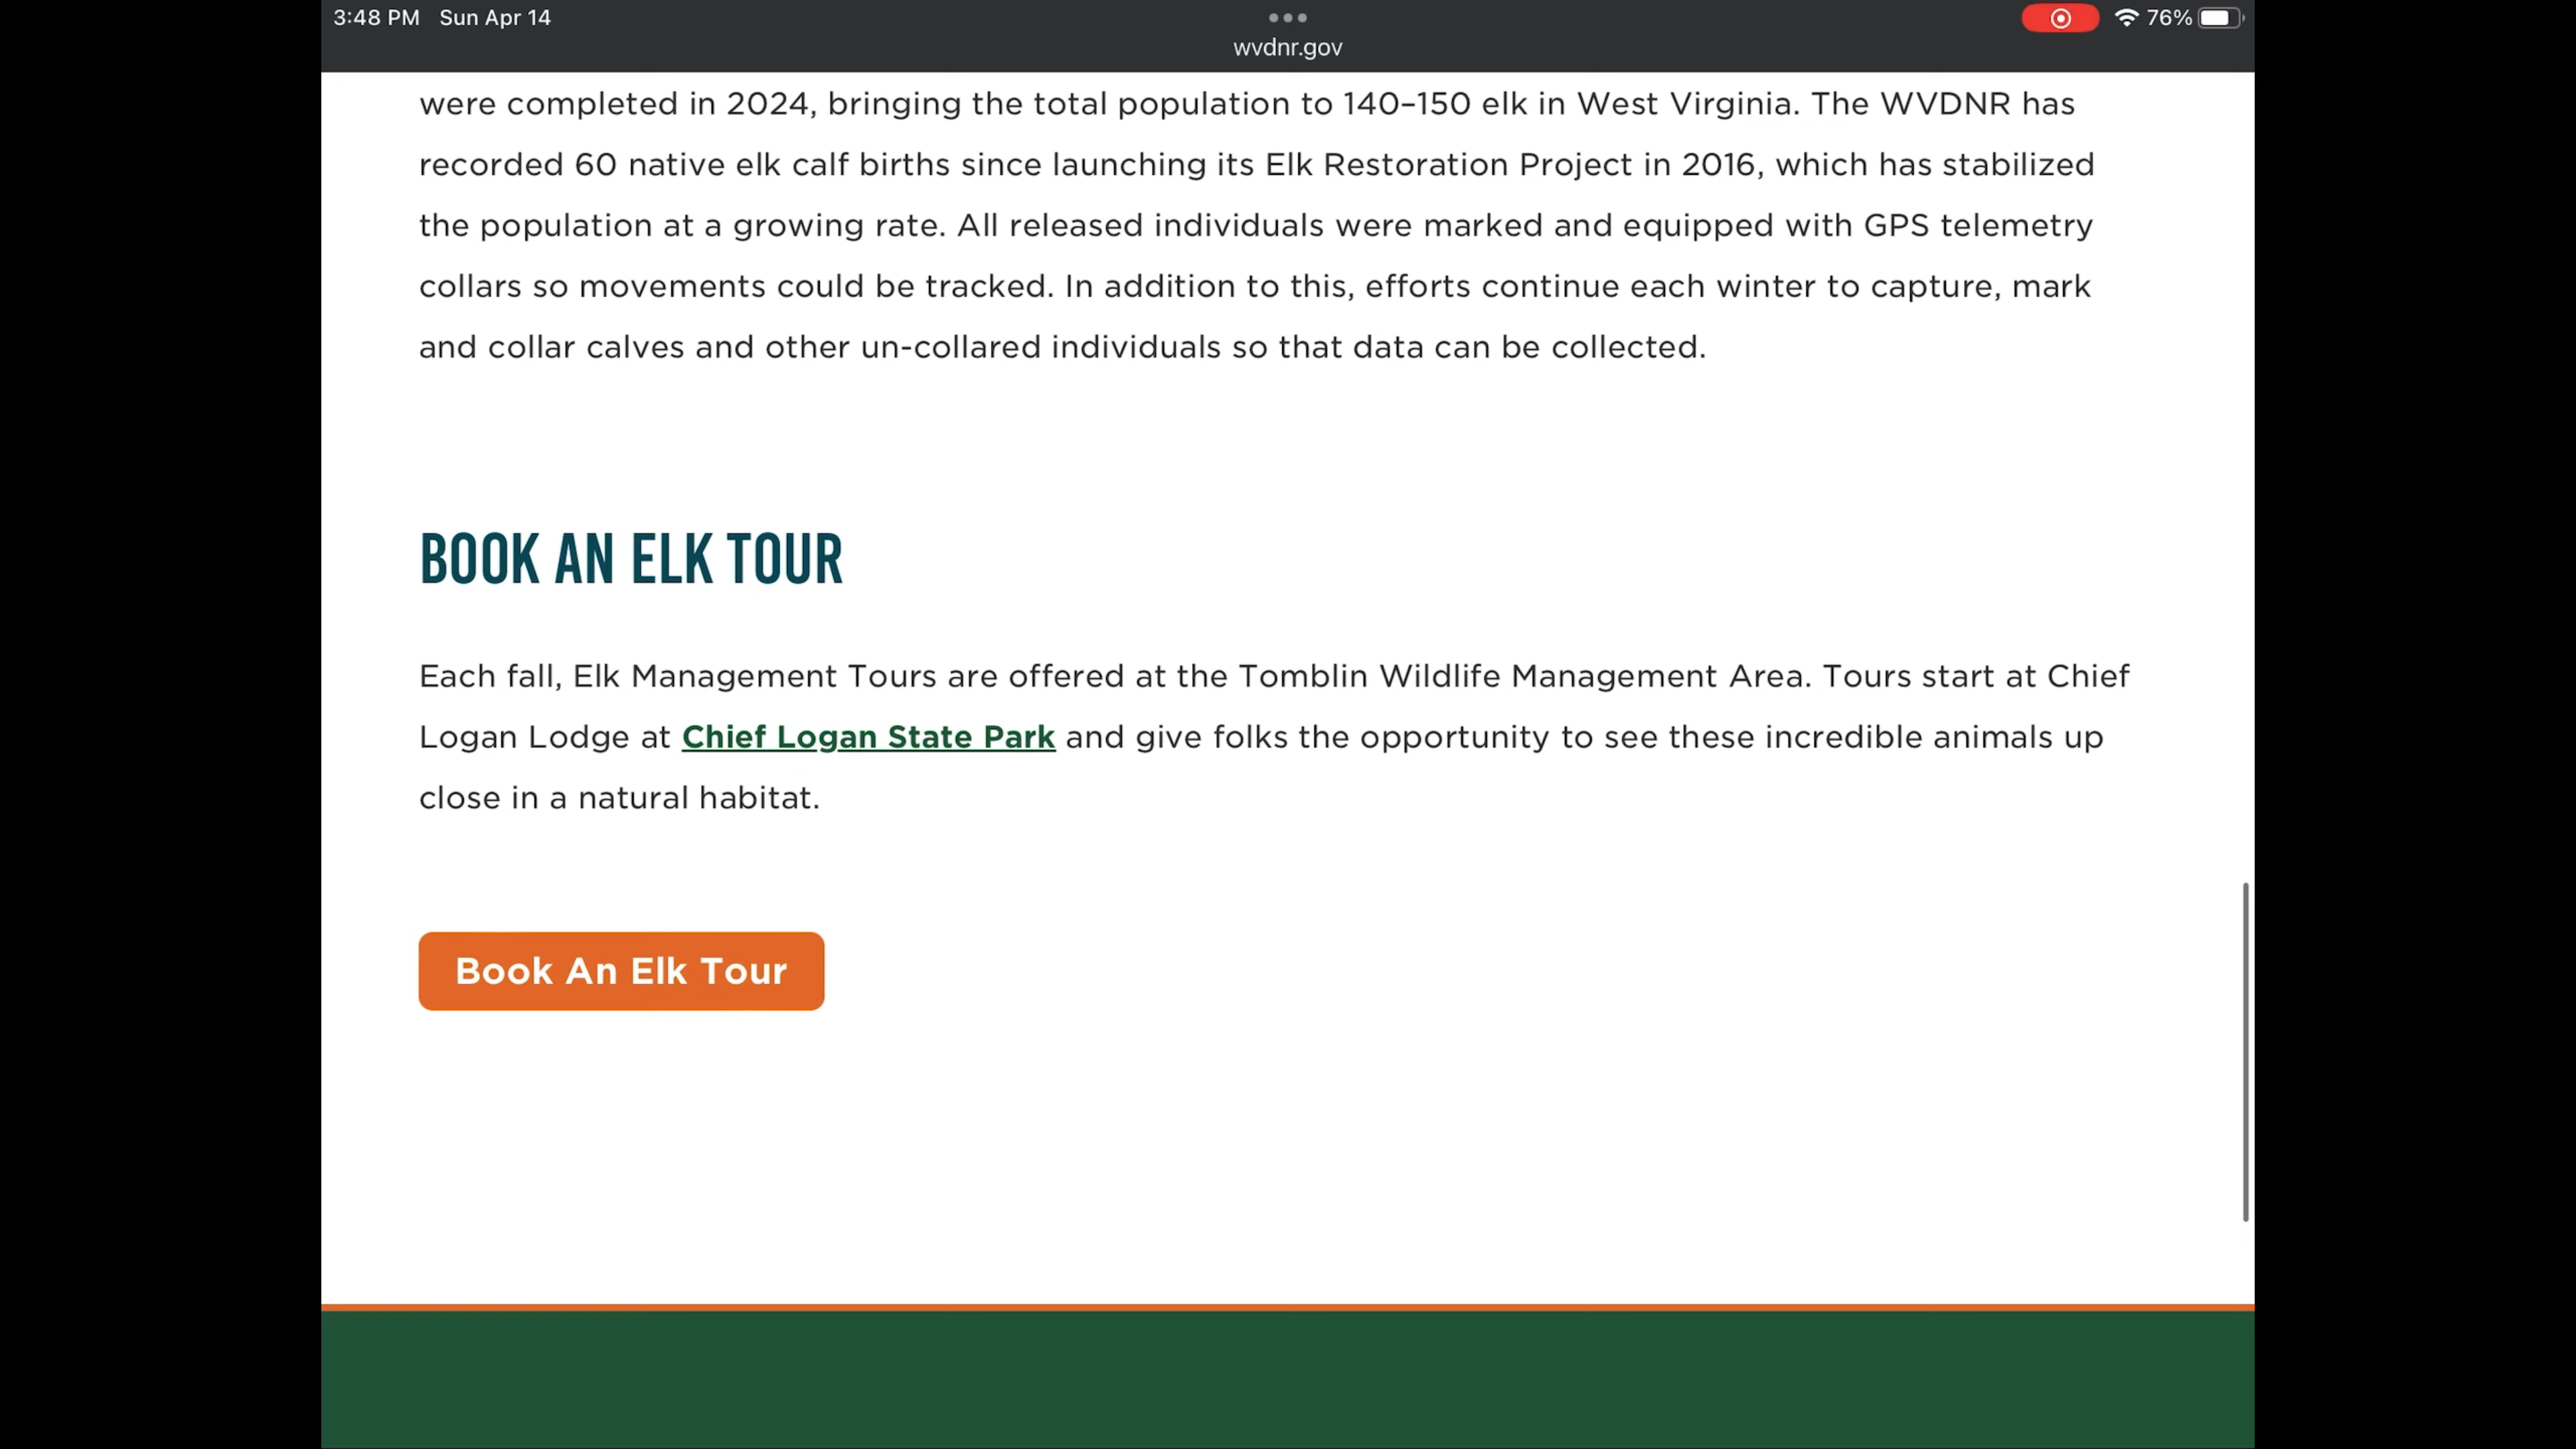 3:48 PM Sun Apr 14
76%
wvdnr.gov
were completed in 2024, bringing the total population to 140–150 elk in West Virginia. The WVDNR has
recorded 60 native elk calf births since launching its Elk Restoration Project in 2016, which has stabilized
the population at a growing rate. All released individuals were marked and equipped with GPS telemetry
collars so movements could be tracked. In addition to this, efforts continue each winter to capture, mark
and collar calves and other un-collared individuals so that data can be collected.
BOOK AN ELK TOUR
Each fall, Elk Management Tours are offered at the Tomblin Wildlife Management Area. Tours start at Chief
Logan Lodge at Chief Logan State Park and give folks the opportunity to see these incredible animals up
close in a natural habitat.
Book An Elk Tour